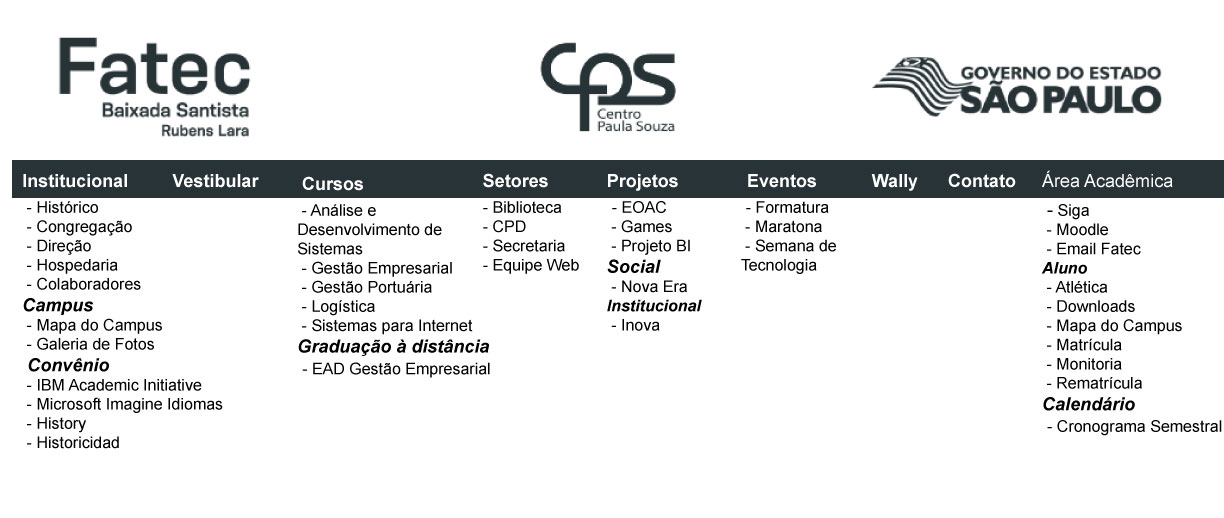 Fatec
Baixada Santista
Rubens Lara
cps
Centro
Paula Souza
GOVERNO DO ESTADO
SÃO PAULO
Institucional
- Histórico
- Congregação
- Direção
- Hospedaria
- Colaboradores
Campus
- Mapa do Campus
- Galeria de Fotos
Convênio
- IBM Academic Initiative
- Microsoft Imagine Idiomas
- History
- Historicidad
Vestibular
Cursos
- Análise e
Desenvolvimento de
Sistemas
- Gestão Empresarial
- Gestão Portuária
- Logística
- Sistemas para Internet
Graduação à distância
- EAD Gestão Empresarial
Setores
- Biblioteca
- CPD
- Secretaria
- Equipe Web
Projetos
- EOAC
- Games
- Projeto BI
Social
- Nova Era
Institucional
- Inova
Eventos
- Formatura
- Maratona
- Semana de
Tecnologia
Wally
Contato
Área Acadêmica
- Siga
- Moodle
- Email Fatec
Aluno
- Atlética
- Downloads
- Mapa do Campus
- Matrícula
- Monitoria
- Rematrícula
Calendário
- Cronograma Semestral